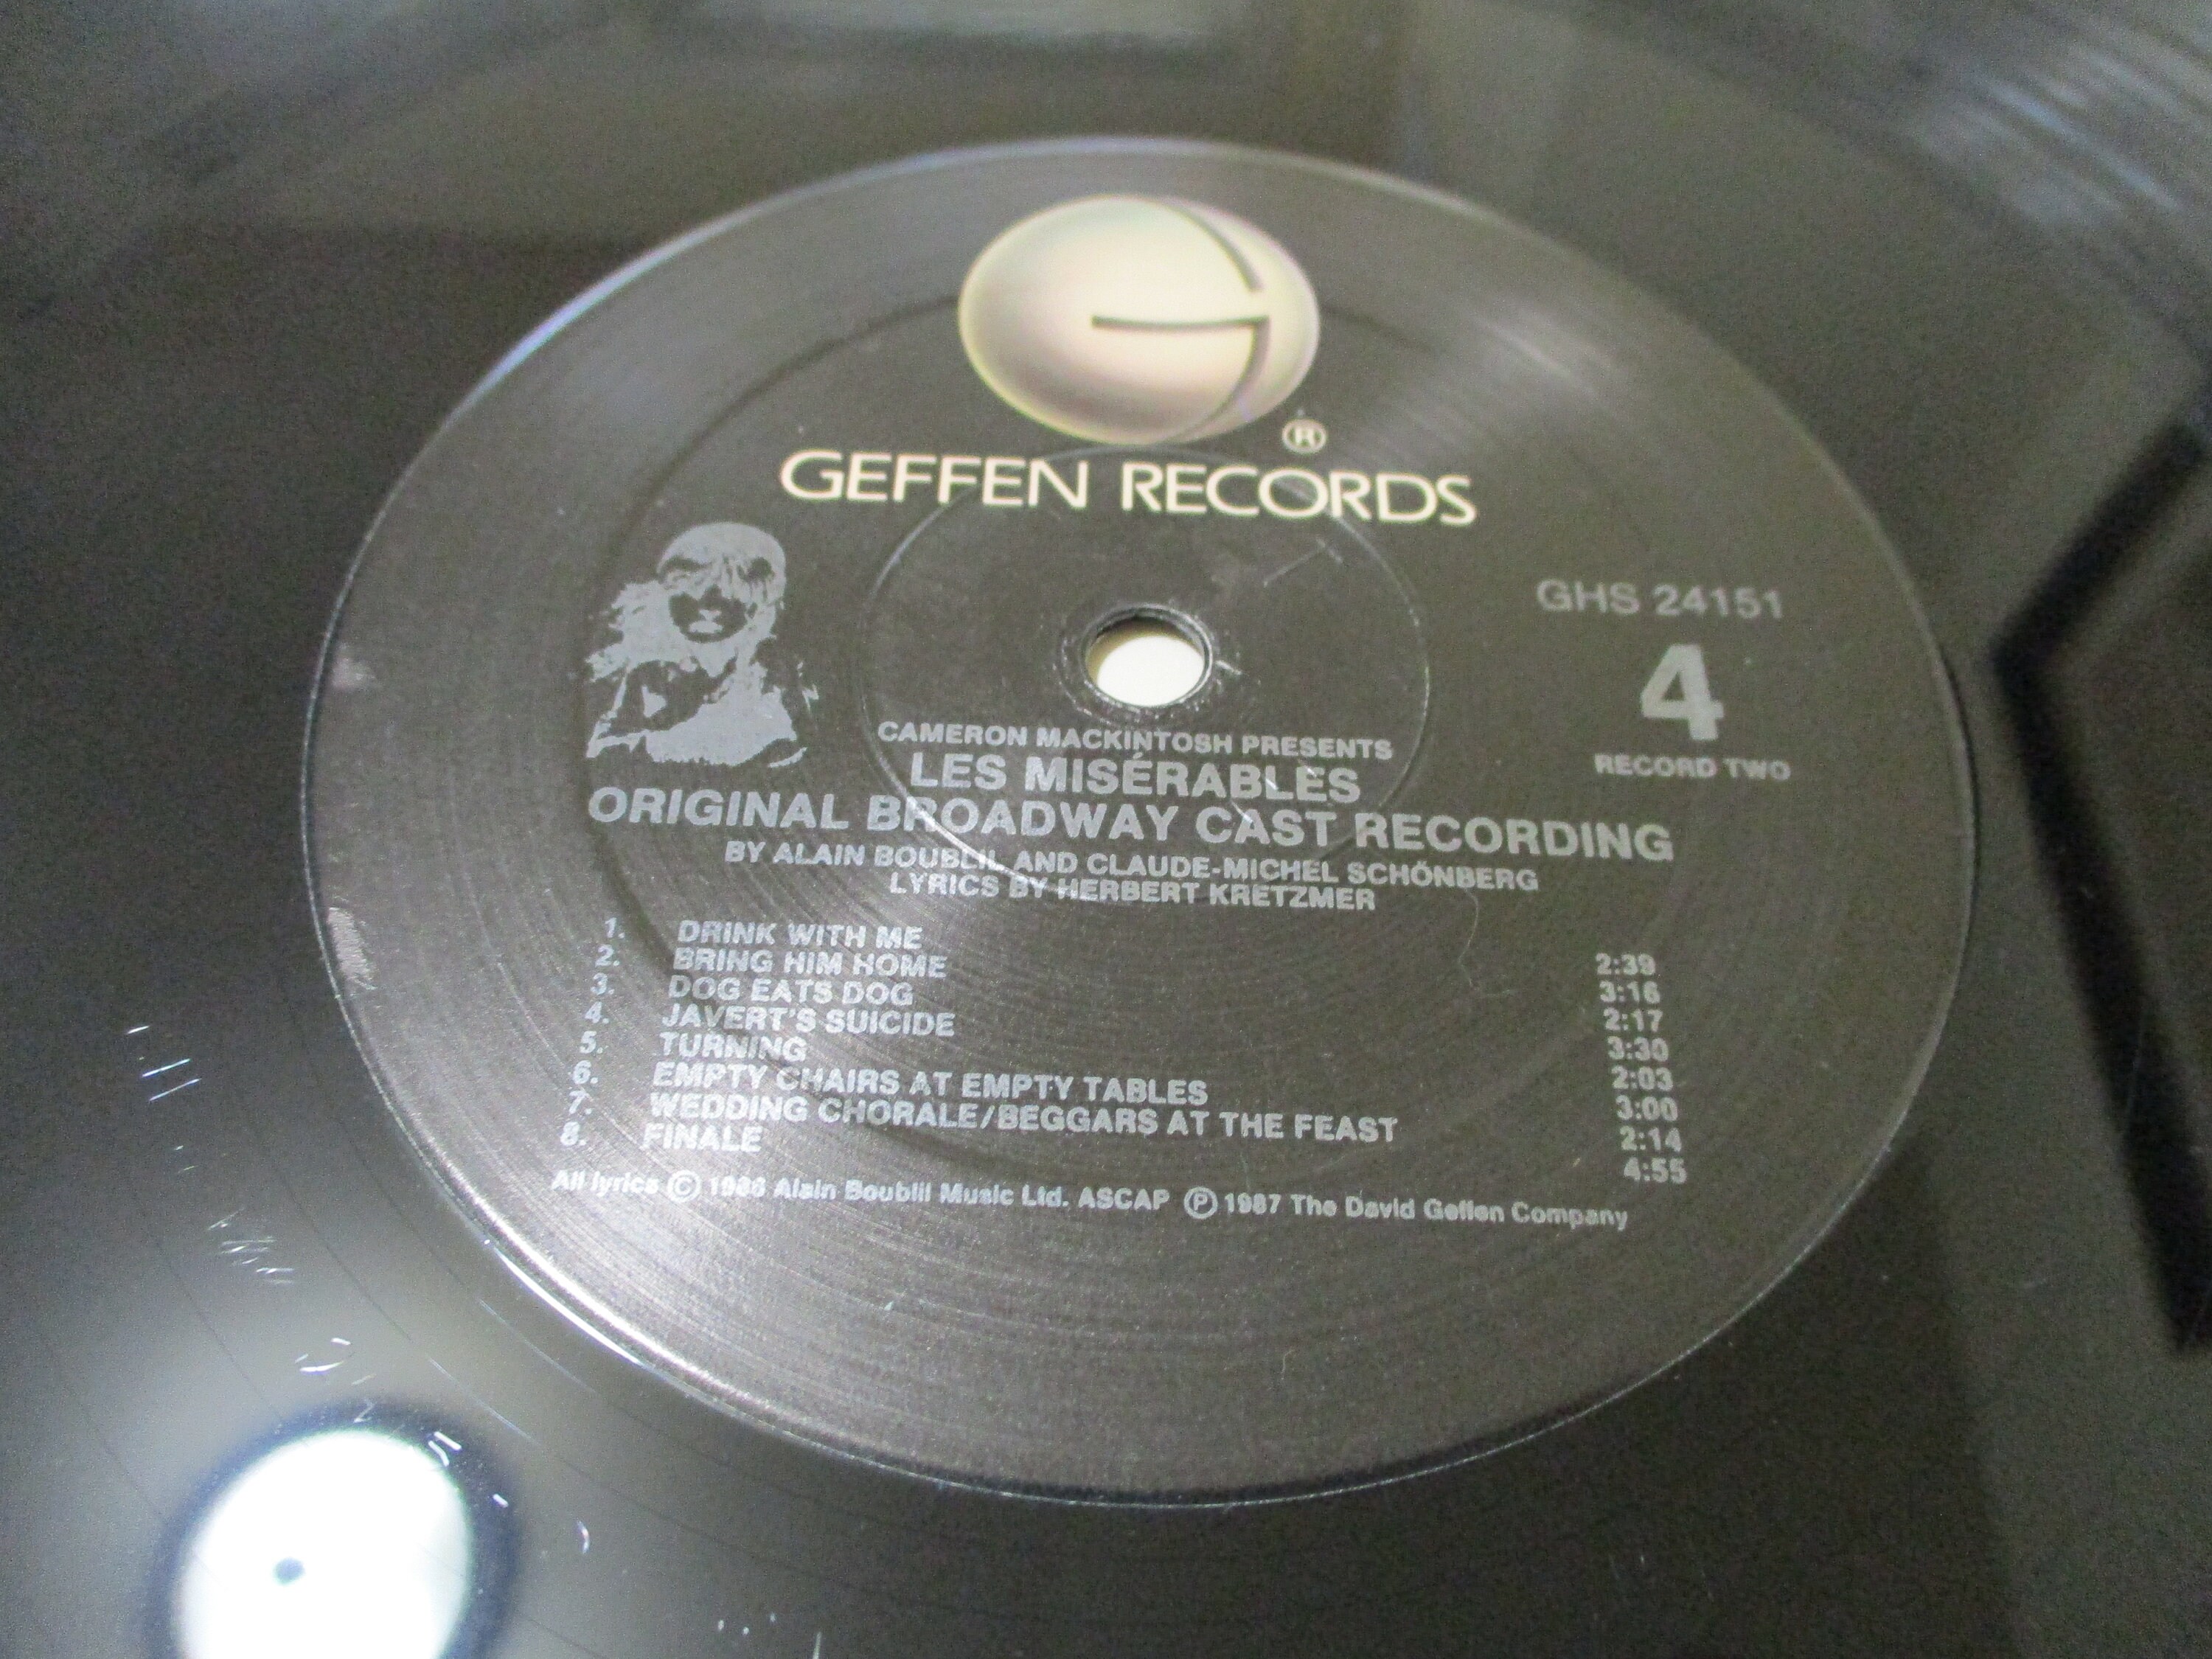 ®
GEFFEN RECORDS
GHS 24151
4
RECORD TWO
CAMERON MACKINTOSH PRESENTS
LES MISÉRABLES
ORIGINAL BROADWAY CAST RECORDING
BY ALAIN BOUBLIL AND CLAUDE-MICHEL SCHÖNBERG
LYRICS BY HERBERT KRETZMER
1. DRINK WITH ME 2:39
2. BRING HIM HOME 3:16
3. DOG EATS DOG 2:17
4. JAVERT'S SUICIDE 3:30
5. TURNING 2:03
6. EMPTY CHAIRS AT EMPTY TABLES 3:00
7. WEDDING CHORALE/BEGGARS AT THE FEAST 2:14
8. FINALE 4:55
All lyrics © 1986 Alain Boublil Music Ltd. ASCAP ℗ 1987 The David Geffen Company